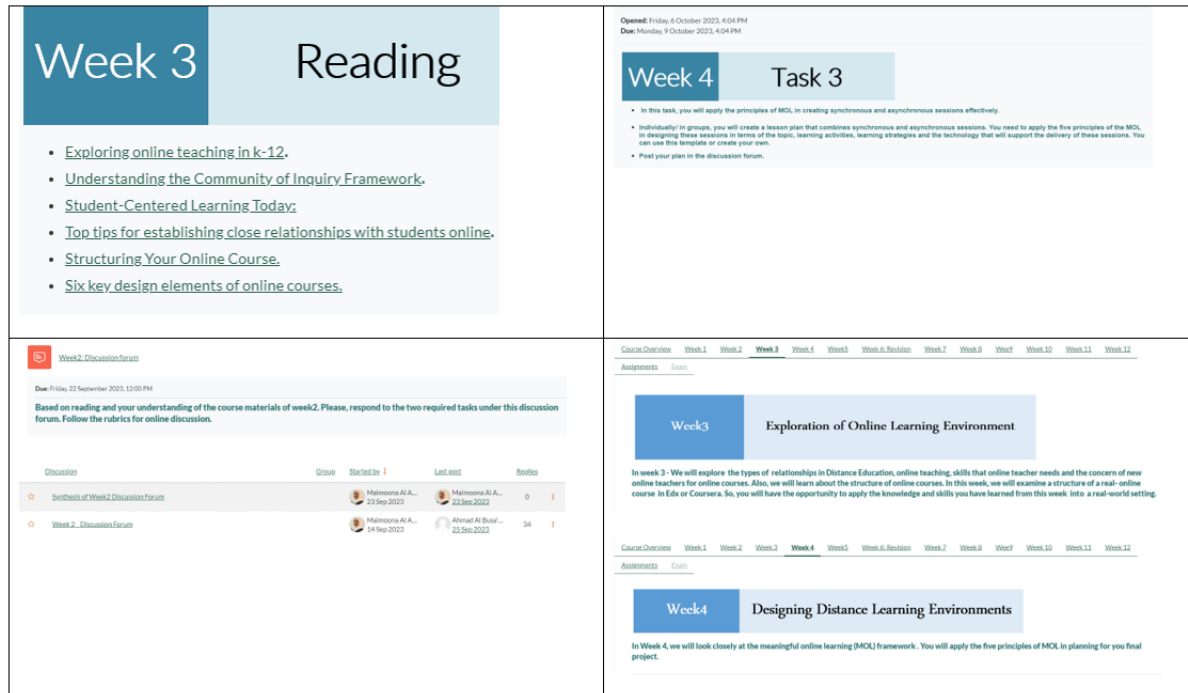 Week 3 Reading
Exploring online teaching in k-12.
Understanding the Community of Inquiry Framework.
Student-Centered Learning Today:
Top tips for establishing close relationships with students online.
Structuring Your Online Course.
Six key design elements of online courses.
Opened: Friday, 6 October 2023, 4:04 PM
Due: Monday, 9 October 2023, 4:04 PM
Week 4 Task 3
In this task, you will apply the principles of MOL in creating synchronous and asynchronous sessions effectively.
Individually/ in groups, you will create a lesson plan that combines synchronous and asynchronous sessions. You need to apply the five principles of the MOL
in designing these sessions in terms of the topic, learning activities, learning strategies and the technology that will support the delivery of these sessions. You
can use this template or create your own.
Post your plan in the discussion forum.
Week2: Discussion forum
Due: Friday, 22 September 2023, 12:00 PM
Based on reading and your understanding of the course materials of week2. Please, respond to the two required tasks under this discussion
forum. Follow the rubrics for online discussion.
Discussion Group Started by Last post Replies
Synthesis of Week2 Discussion Forum Maimoona Al A... 23 Sep 2023 Maimoona Al A... 23 Sep 2023 0
Week 2 Discussion Forum Maimoona Al A... 14 Sep 2023 Ahmad Al Busa'... 25 Sep 2023 34
Course Overview Week 1 Week 2 Week 3 Week 4 Week5 Week 6: Revision Week 7 Week 8 Wee9 Week 10 Week 11 Week 12
Assignments Exam
Week3 Exploration of Online Learning Environment
In week 3 - We will explore the types of relationships in Distance Education, online teaching, skills that online teacher needs and the concern of new
online teachers for online courses. Also, we will learn about the structure of online courses. In this week, we will examine a structure of a real- online
course in Edx or Coursera. So, you will have the opportunity to apply the knowledge and skills you have learned from this week into a real-world setting.
Course Overview Week 1 Week 2 Week 3 Week 4 Week5 Week 6: Revision Week 7 Week 8 Wee9 Week 10 Week 11 Week 12
Assignments Exam
Week4 Designing Distance Learning Environments
In Week 4, we will look closely at the meaningful online learning (MOL) framework . You will apply the five principles of MOL in planning for you final
project.